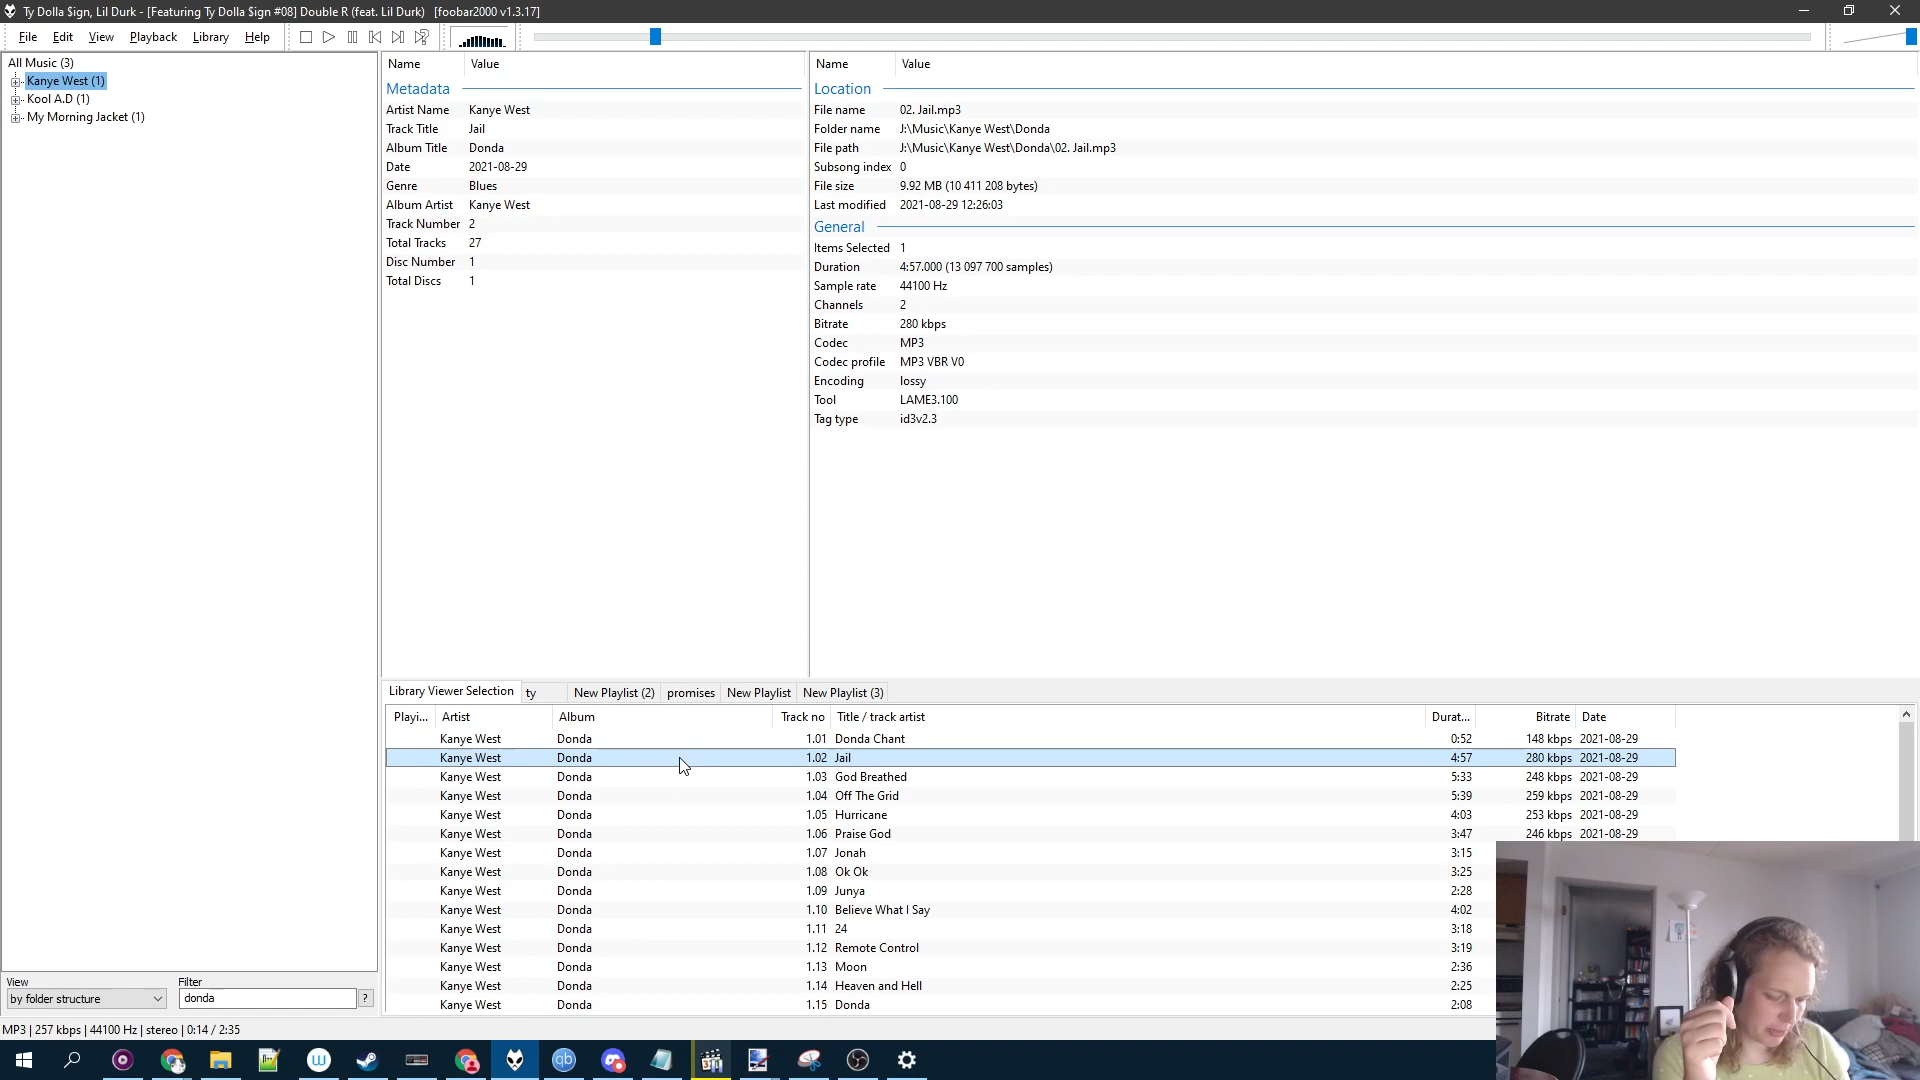 Ty Dolla $ign, Lil Durk - [Featuring Ty Dolla $ign #08] Double R (feat. Lil Durk)   [foobar2000 v1.3.17]
File Edit View Playback Library Help
All Music (3)
Kanye West (1)
Kool A.D (1)
My Morning Jacket (1)
Name Value
Metadata
Artist Name Kanye West
Track Title Jail
Album Title Donda
Date 2021-08-29
Genre Blues
Album Artist Kanye West
Track Number 2
Total Tracks 27
Disc Number 1
Total Discs 1
Name Value
Location
File name 02. Jail.mp3
Folder name J:\Music\Kanye West\Donda
File path J:\Music\Kanye West\Donda\02. Jail.mp3
Subsong index 0
File size 9.92 MB (10 411 208 bytes)
Last modified 2021-08-29 12:26:03
General
Items Selected 1
Duration 4:57.000 (13 097 700 samples)
Sample rate 44100 Hz
Channels 2
Bitrate 280 kbps
Codec MP3
Codec profile MP3 VBR V0
Encoding lossy
Tool LAME3.100
Tag type id3v2.3
Library Viewer Selection ty New Playlist (2) promises New Playlist New Playlist (3)
Playi... Artist Album Track no Title / track artist Durat... Bitrate Date
Kanye West Donda 1.01 Donda Chant 0:52 148 kbps 2021-08-29
Kanye West Donda 1.02 Jail 4:57 280 kbps 2021-08-29
Kanye West Donda 1.03 God Breathed 5:33 248 kbps 2021-08-29
Kanye West Donda 1.04 Off The Grid 5:39 259 kbps 2021-08-29
Kanye West Donda 1.05 Hurricane 4:03 253 kbps 2021-08-29
Kanye West Donda 1.06 Praise God 3:47 246 kbps 2021-08-29
Kanye West Donda 1.07 Jonah 3:15
Kanye West Donda 1.08 Ok Ok 3:25
Kanye West Donda 1.09 Junya 2:28
Kanye West Donda 1.10 Believe What I Say 4:02
Kanye West Donda 1.11 24 3:18
Kanye West Donda 1.12 Remote Control 3:19
Kanye West Donda 1.13 Moon 2:36
Kanye West Donda 1.14 Heaven and Hell 2:25
Kanye West Donda 1.15 Donda 2:08
View Filter
by folder structure donda ?
MP3 | 257 kbps | 44100 Hz | stereo | 0:14 / 2:35
W qb